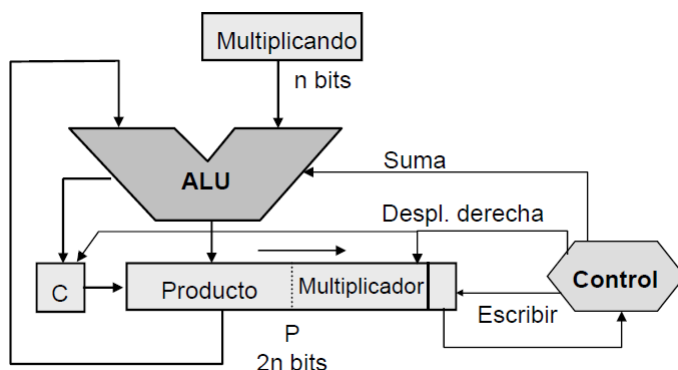 Multiplicando
n bits
Suma
ALU
Despl. derecha
C
Producto
Multiplicador
Control
Escribir
P
2n bits